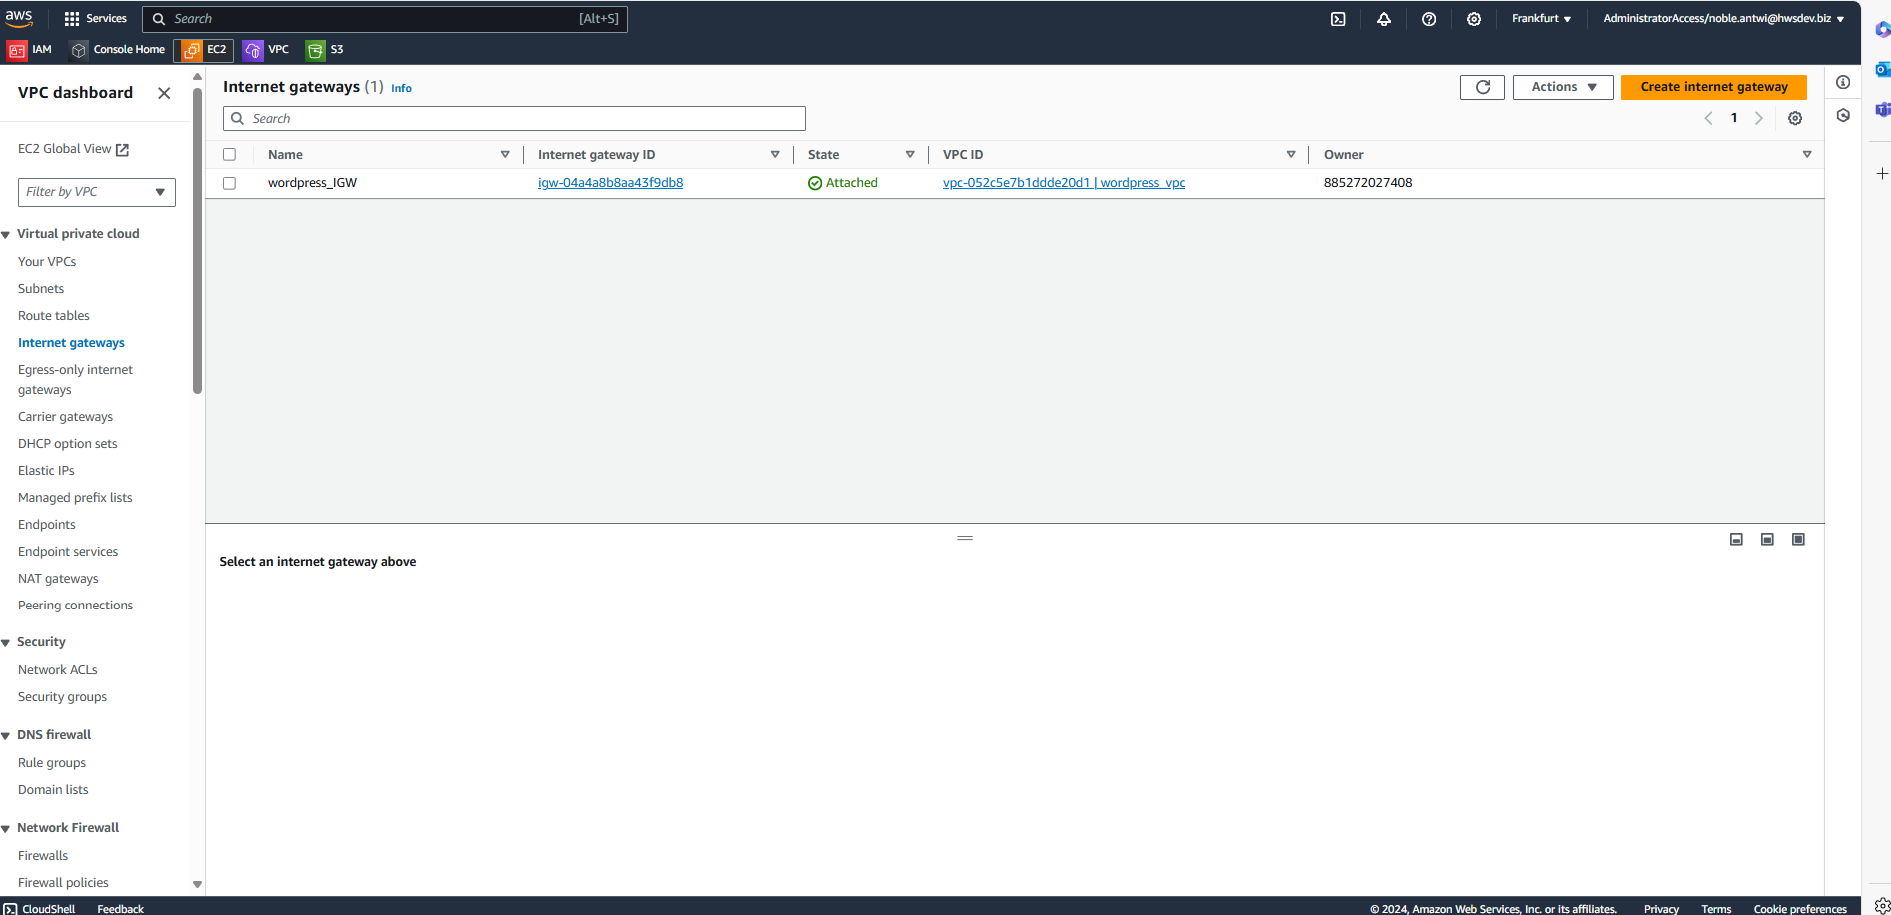 aws Services Search [Alt+S] Frankfurt AdministratorAccess/noble.antwi@hwsdev.biz
IAM Console Home EC2 VPC S3
VPC dashboard
EC2 Global View
Filter by VPC
Virtual private cloud
Your VPCs
Subnets
Route tables
Internet gateways
Egress-only internet
gateways
Carrier gateways
DHCP option sets
Elastic IPs
Managed prefix lists
Endpoints
Endpoint services
NAT gateways
Peering connections
Security
Network ACLs
Security groups
DNS firewall
Rule groups
Domain lists
Network Firewall
Firewalls
Firewall policies
Internet gateways (1) Info Actions Create internet gateway
Search 1
Name Internet gateway ID State VPC ID Owner
wordpress_IGW igw-04a4a8b8aa43f9db8 Attached vpc-052c5e7b1ddde20d1 | wordpress_vpc 885272027408
Select an internet gateway above
CloudShell Feedback © 2024, Amazon Web Services, Inc. or its affiliates. Privacy Terms Cookie preferences